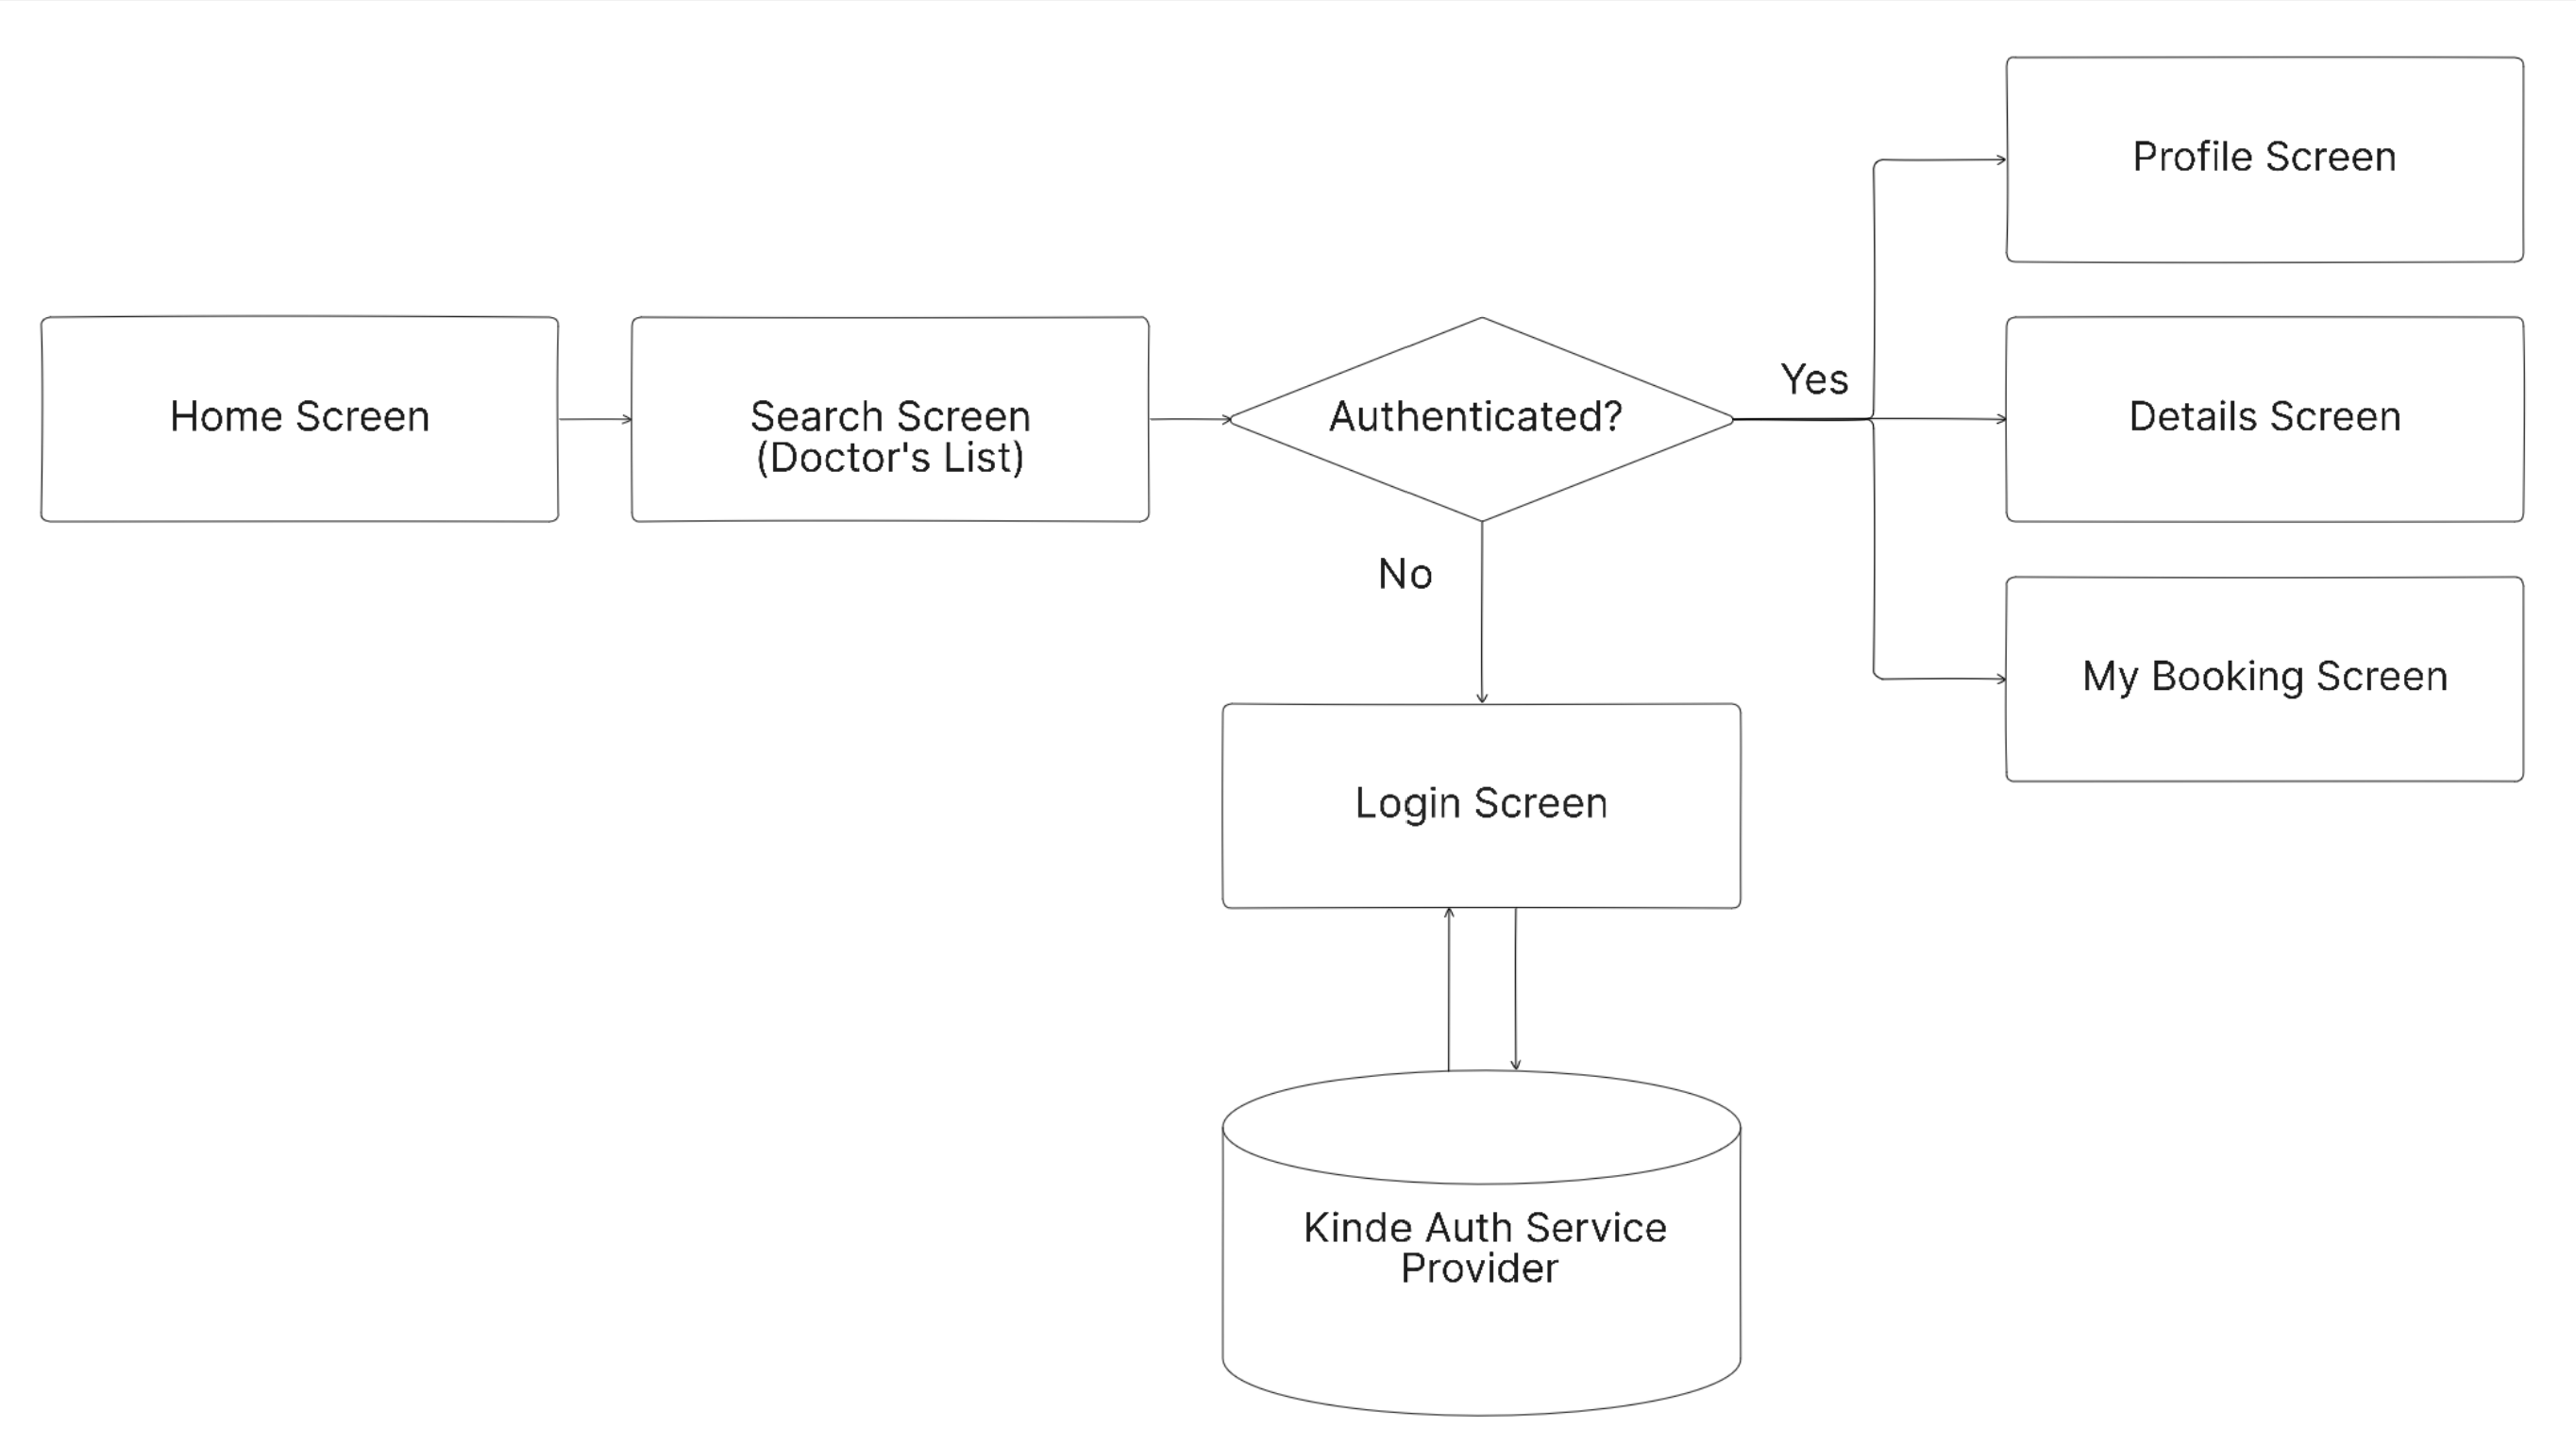 Profile Screen
Home Screen
Search Screen
(Doctor's List)
Authenticated?
Yes
Details Screen
No
My Booking Screen
Login Screen
Kinde Auth Service
Provider